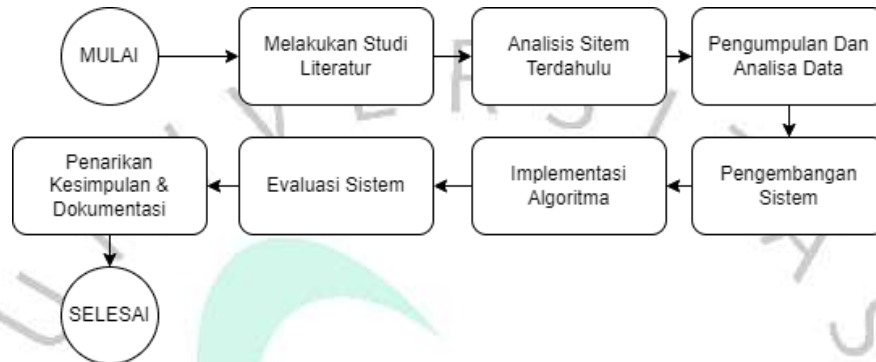 MULAI
Melakukan Studi
Literatur
Analisis Sitem
Terdahulu
Pengumpulan Dan
Analisa Data
Pengembangan
Sistem
Implementasi
Algoritma
Evaluasi Sistem
Penarikan
Kesimpulan &
Dokumentasi
SELESAI